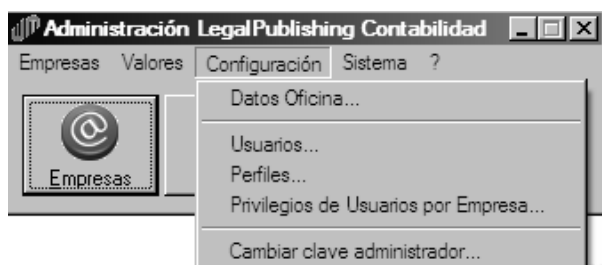 Administración LegalPublishing Contabilidad
Empresas Valores Configuración Sistema ?
Datos Oficina...
Empresas
Usuarios...
Perfiles...
Privilegios de Usuarios por Empresa...
Cambiar clave administrador...